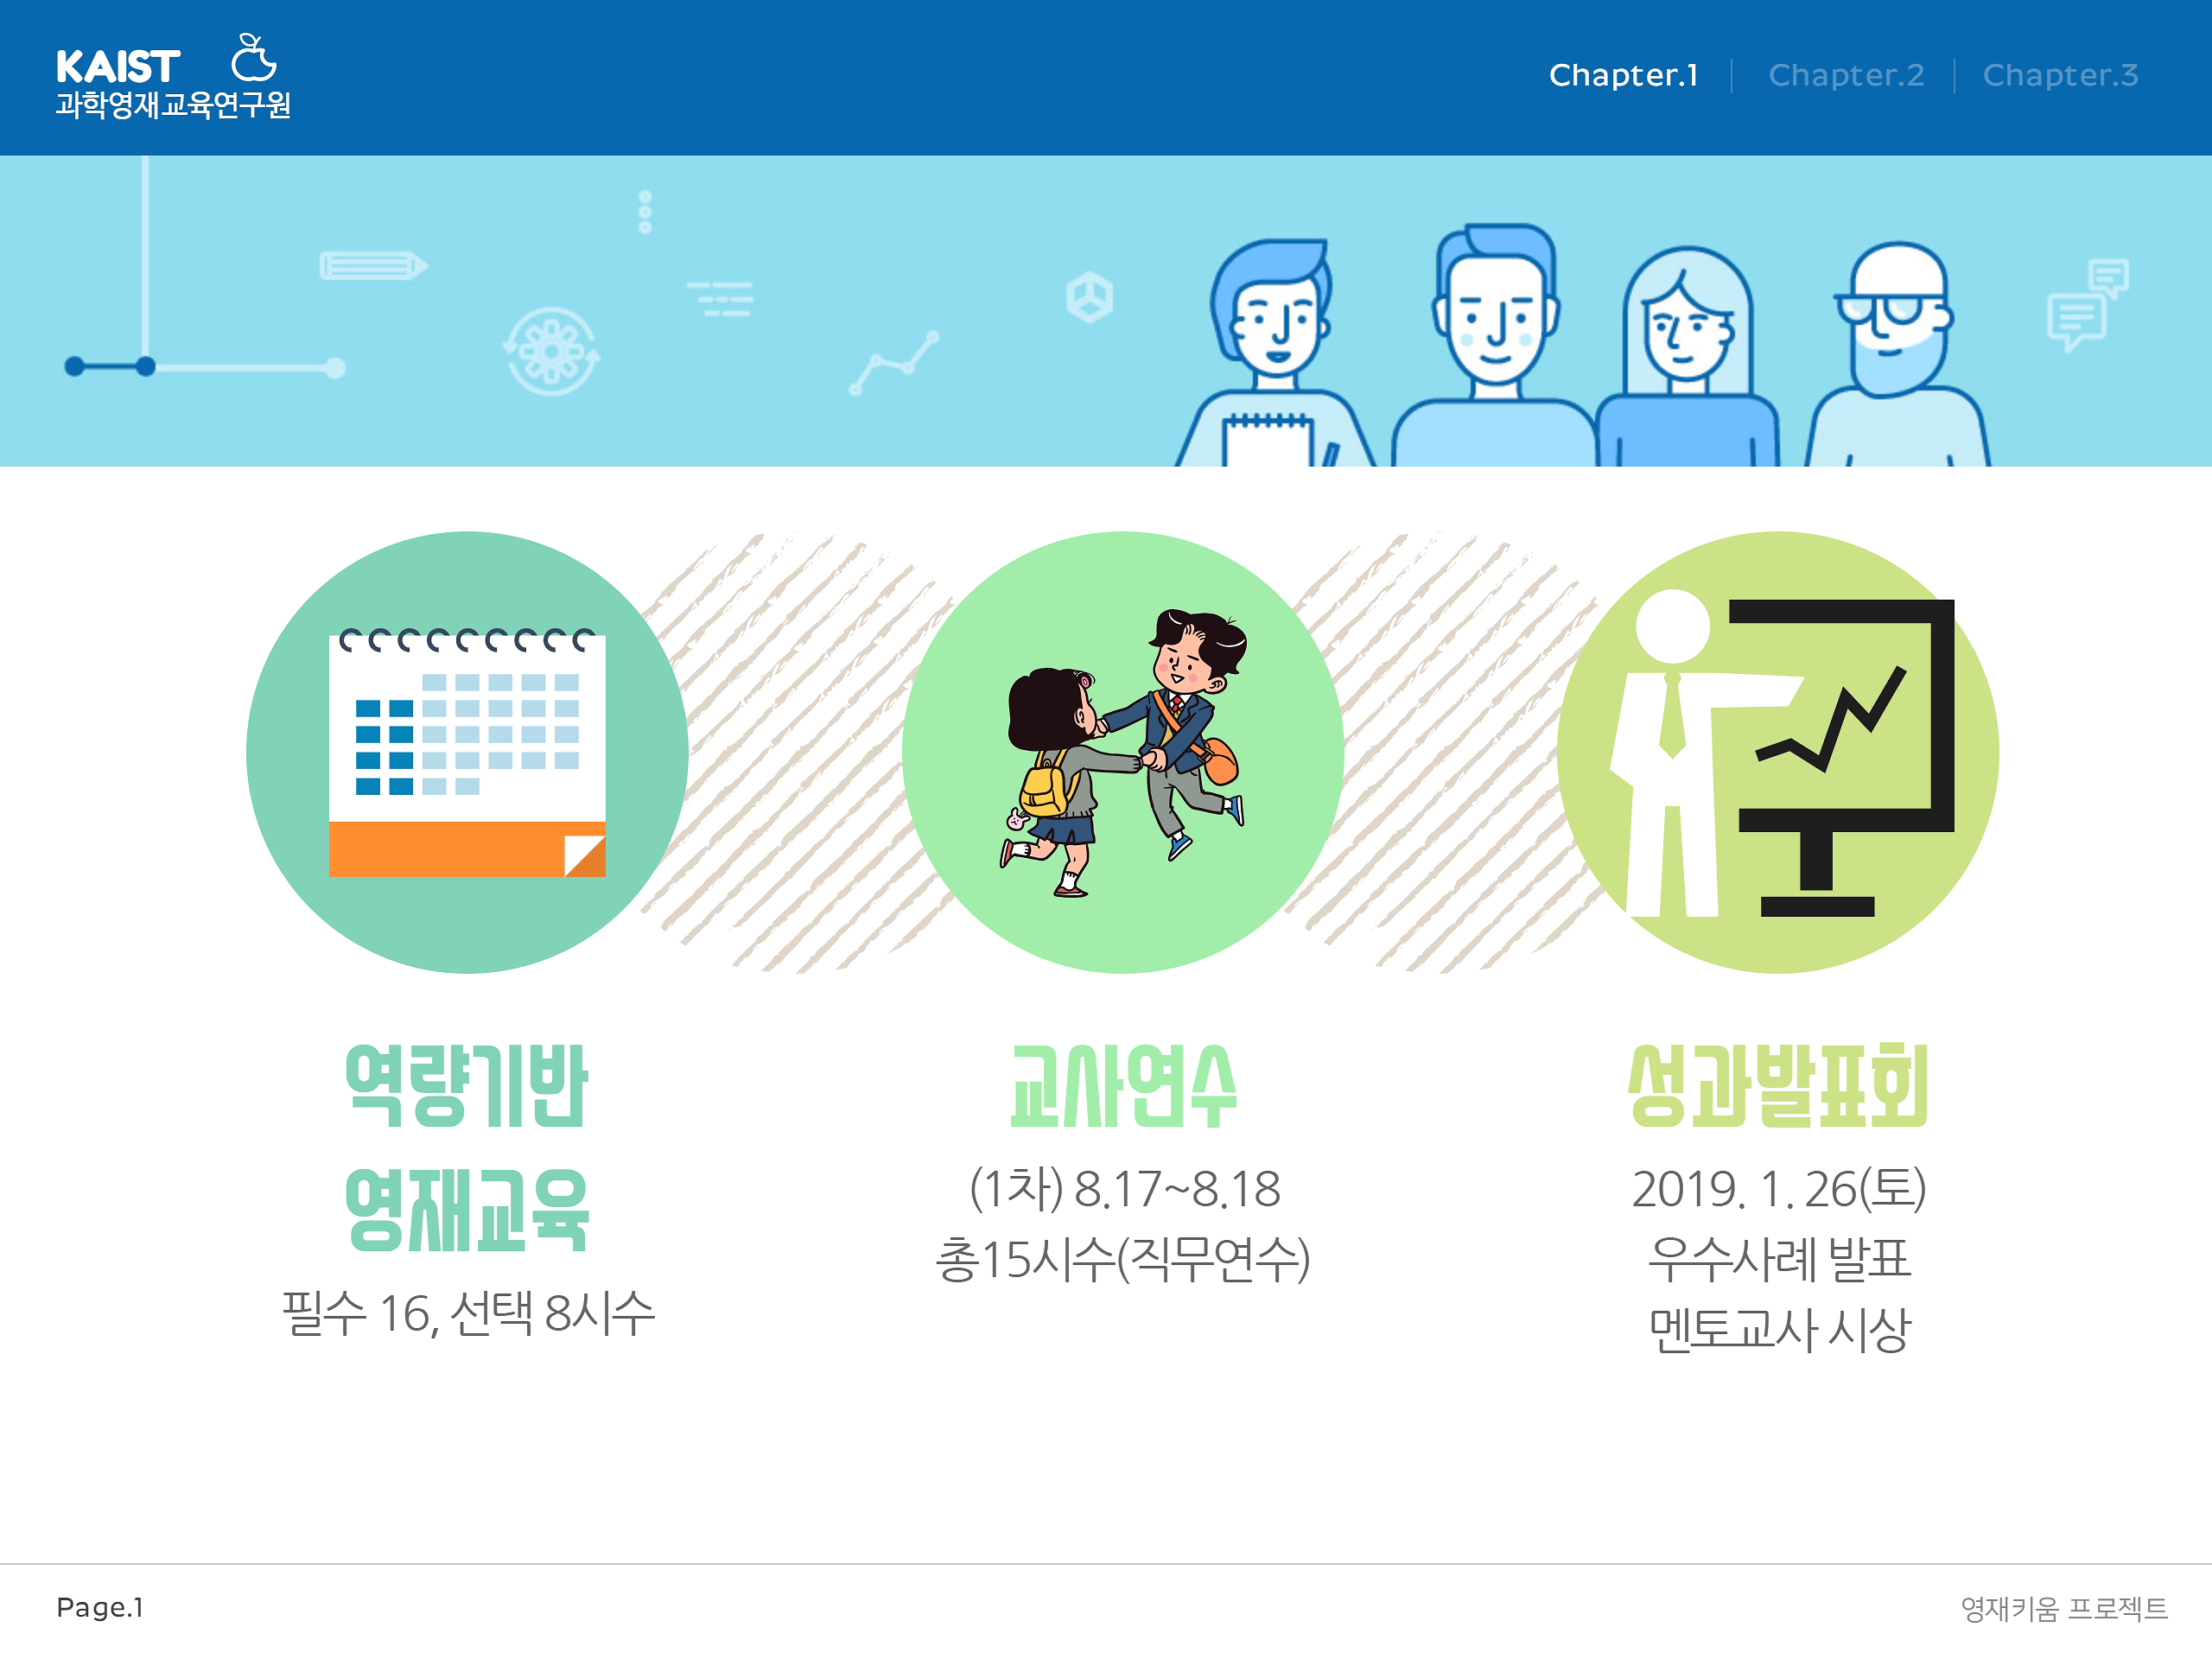 KAIST
과학영재교육연구원
Chapter.1
Chapter.2
Chapter.3
역량기반
영재교육
필수 16, 선택 8시수
교사연수
(1차) 8.17~8.18
총15시수(직무연수)
성과발표회
2019. 1. 26(토)
우수사례 발표
멘토교사 시상
Page.1
영재키움 프로젝트